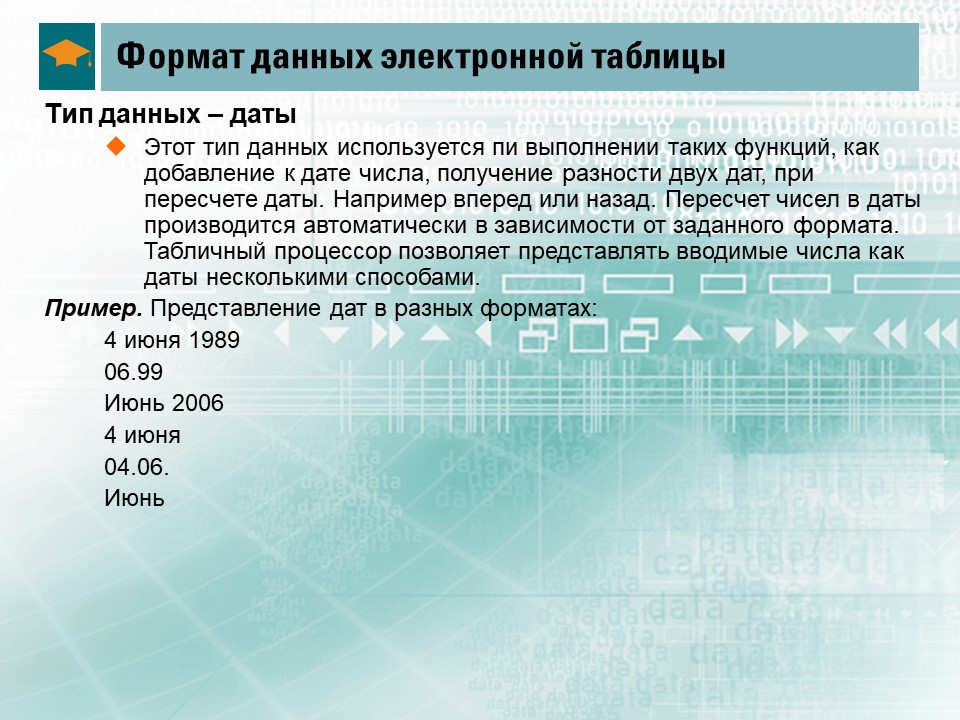 Формат данных электронной таблицы
Тип данных – даты
Этот тип данных используется пи выполнении таких функций, как
добавление к дате числа, получение разности двух дат, при
пересчете даты. Например вперед или назад. Пересчет чисел в даты
производится автоматически в зависимости от заданного формата.
Табличный процессор позволяет представлять вводимые числа как
даты несколькими способами.
Пример. Представление дат в разных форматах:
4 июня 1989
06.99
Июнь 2006
4 июня
04.06.
Июнь